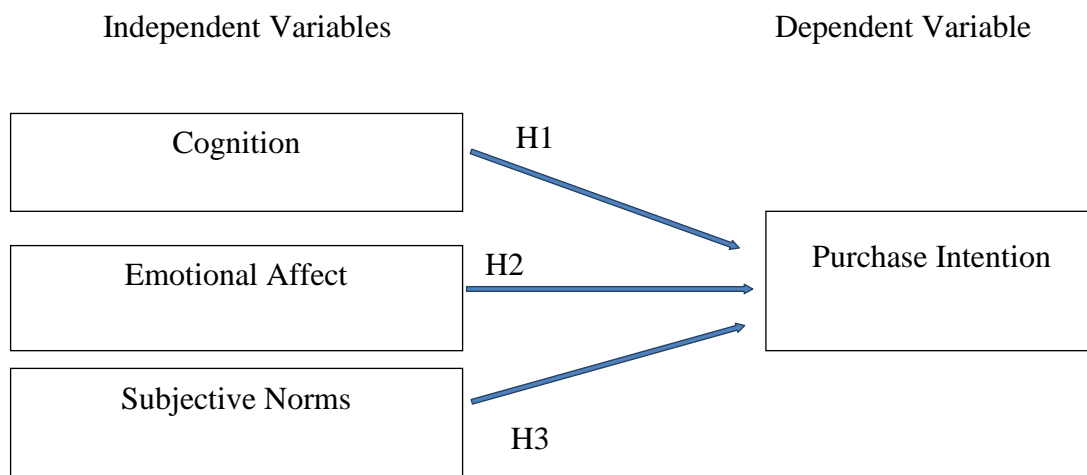 Independent Variables
Dependent Variable
Cognition
H1
Emotional Affect
H2
Purchase Intention
Subjective Norms
H3